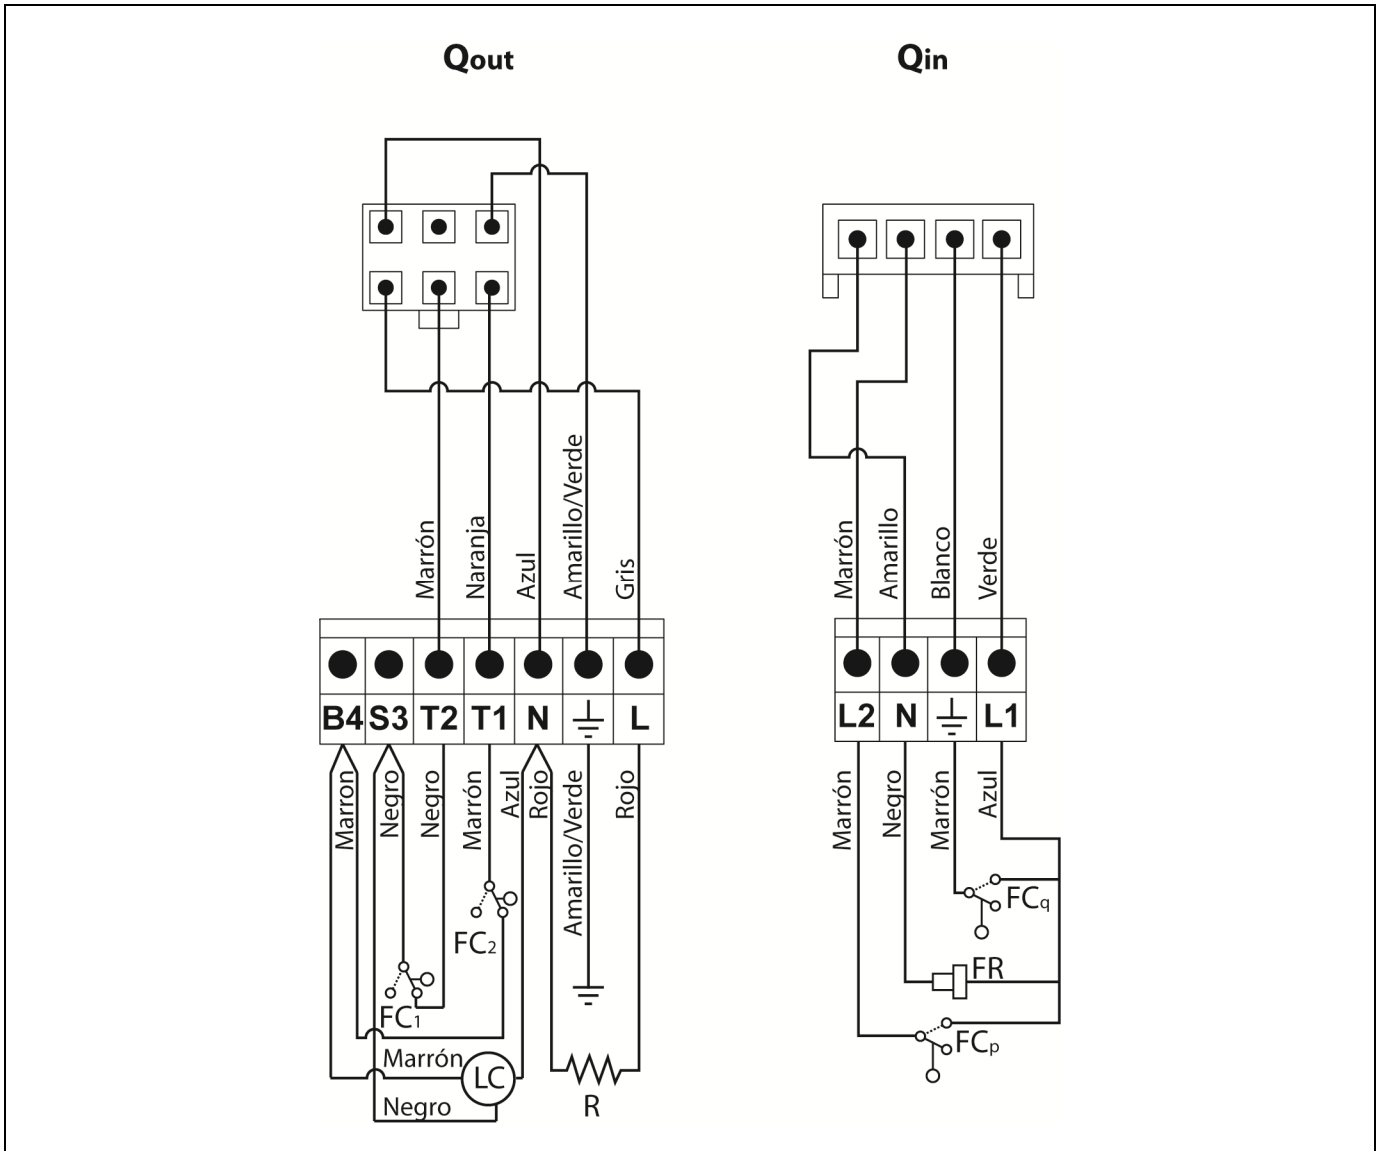 Qout
Qin
Marrón
Naranja
Azul
Amarillo/Verde
Gris
Marrón
Amarillo
Blanco
Verde
B4
S3
T2
T1
N
L
L2
N
L1
Marron
Negro
Negro
Marrón
Azul
Rojo
Amarillo/Verde
Rojo
Marrón
Negro
Marrón
Azul
FCq
FC2
FR
FC1
FCp
Marrón
LC
Negro
R